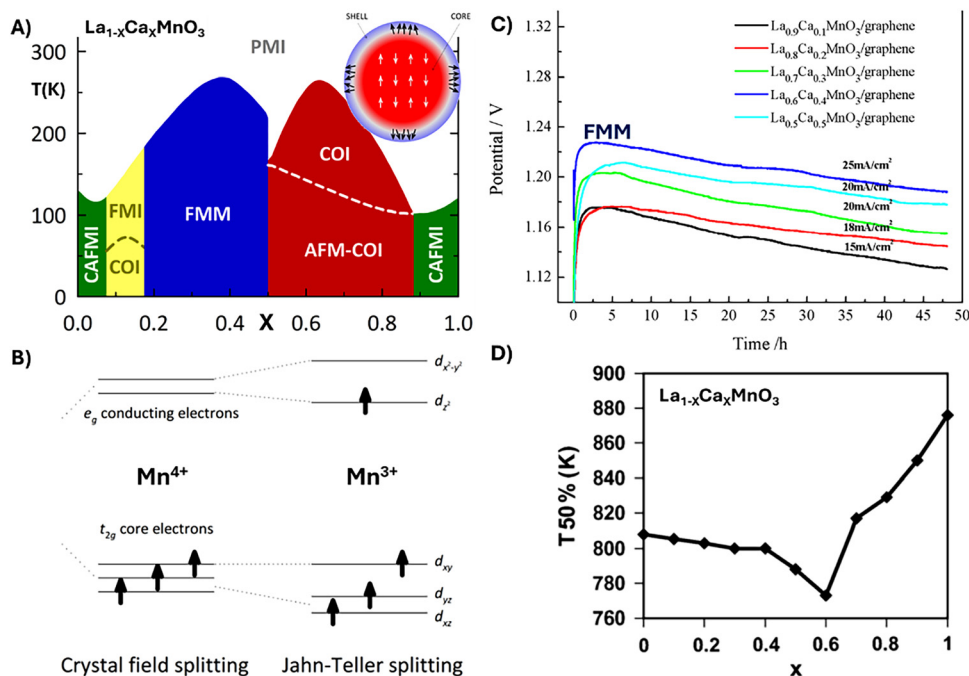 A)
La1-XCaXMnO3
PMI
SHELL
CORE
300
T(K)
200
100
0
CAFMI
FMI
COI
FMM
COI
AFM-COI
CAFMI
0.0
0.2
0.4
X
0.6
0.8
1.0
B)
dx²-y²
dz²
eg conducting electrons
Mn4+
Mn3+
t2g core electrons
dxy
dyz
dxz
Crystal field splitting
Jahn-Teller splitting
C)
La0.9Ca0.1MnO3/graphene
La0.8Ca0.2MnO3/graphene
La0.7Ca0.3MnO3/graphene
La0.6Ca0.4MnO3/graphene
La0.5Ca0.5MnO3/graphene
FMM
Potential / V
1.32
1.28
1.24
1.20
1.16
1.12
25mA/cm²
20mA/cm²
20mA/cm²
18mA/cm²
15mA/cm²
0
5
10
15
20
25
30
35
40
45
50
Time /h
D)
La1-XCaXMnO3
T 50% (K)
900
880
860
840
820
800
780
760
0
0.2
0.4
0.6
0.8
1
x